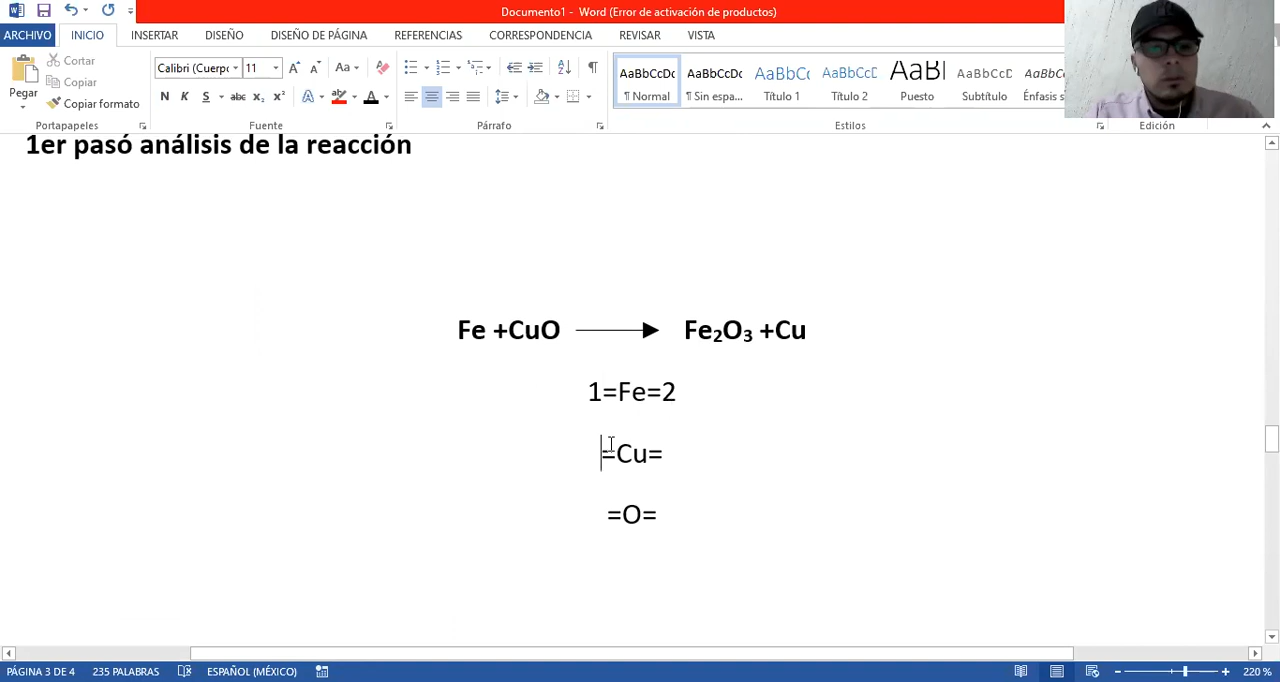 Documento1 - Word (Error de activación de productos)
ARCHIVO INICIO INSERTAR DISEÑO DISEÑO DE PÁGINA REFERENCIAS CORRESPONDENCIA REVISAR VISTA
Cortar
Copiar
Copiar formato
Pegar
Portapapeles
Calibri (Cuerpo 11
N K S abc x₂ x²
Fuente
Párrafo
AaBbCcDc AaBbCcDc AaBbCc AaBbCcD AaBbI AaBbCcD AaBbCcD
¶ Normal ¶ Sin espa... Título 1 Título 2 Puesto Subtítulo Énfasis s
Estilos
Edición
1er pasó análisis de la reacción
Fe +CuO → Fe₂O₃ +Cu
1=Fe=2
=Cu=
=O=
PÁGINA 3 DE 4 235 PALABRAS ESPAÑOL (MÉXICO) 220 %